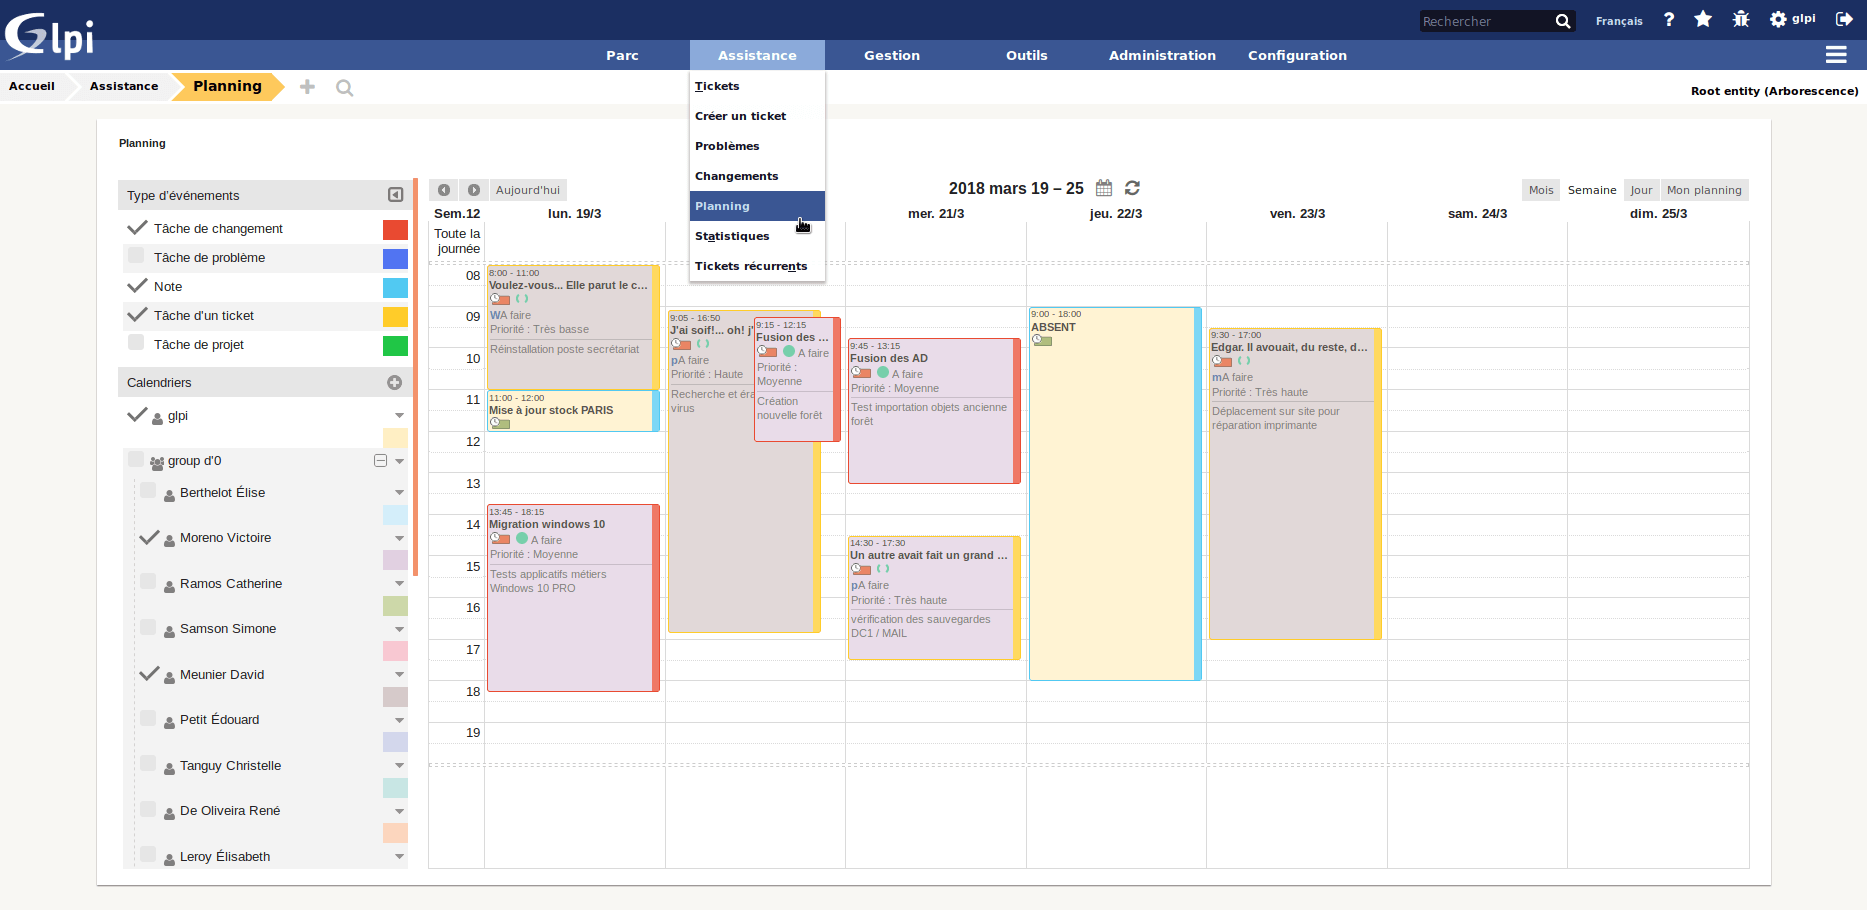 Glpi
Rechercher
Français
?
glpi
Parc
Assistance
Gestion
Outils
Administration
Configuration
Accueil
Assistance
Planning
Root entity (Arborescence)
Tickets
Créer un ticket
Problèmes
Changements
Planning
Statistiques
Tickets récurrents
Planning
Type d'événements
Tâche de changement
Tâche de problème
Note
Tâche d'un ticket
Tâche de projet
Calendriers
glpi
group d'0
Berthelot Élise
Moreno Victoire
Ramos Catherine
Samson Simone
Meunier David
Petit Édouard
Tanguy Christelle
De Oliveira René
Leroy Élisabeth
Aujourd'hui
2018 mars 19 – 25
Mois
Semaine
Jour
Mon planning
Sem.12
lun. 19/3
mer. 21/3
jeu. 22/3
ven. 23/3
sam. 24/3
dim. 25/3
Toute la
journée
08
09
10
11
12
13
14
15
16
17
18
19
8:00 - 11:00
Voulez-vous... Elle parut le c...
WA faire
Priorité : Très basse
Réinstallation poste secrétariat
11:00 - 12:00
Mise à jour stock PARIS
13:45 - 18:15
Migration windows 10
A faire
Priorité : Moyenne
Tests applicatifs métiers
Windows 10 PRO
9:05 - 16:50
J'ai soif!... oh! j'
pA faire
Priorité : Haute
Recherche et éra
virus
9:15 - 12:15
Fusion des ...
A faire
Priorité :
Moyenne
Création
nouvelle forêt
9:45 - 13:15
Fusion des AD
A faire
Priorité : Moyenne
Test importation objets ancienne
forêt
14:30 - 17:30
Un autre avait fait un grand ...
pA faire
Priorité : Très haute
vérification des sauvegardes
DC1 / MAIL
9:00 - 18:00
ABSENT
9:30 - 17:00
Edgar. Il avouait, du reste, d...
mA faire
Priorité : Très haute
Déplacement sur site pour
réparation imprimante